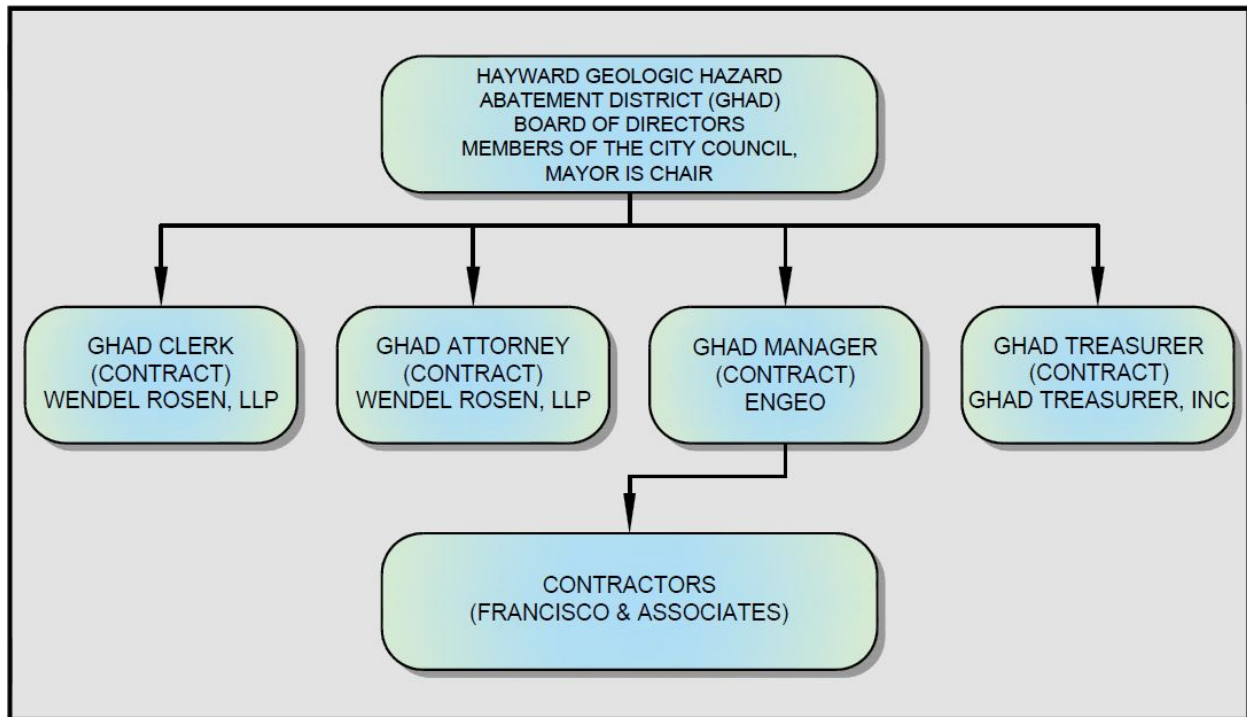 HAYWARD GEOLOGIC HAZARD
ABATEMENT DISTRICT (GHAD)
BOARD OF DIRECTORS
MEMBERS OF THE CITY COUNCIL,
MAYOR IS CHAIR
GHAD CLERK
(CONTRACT)
WENDEL ROSEN, LLP
GHAD ATTORNEY
(CONTRACT)
WENDEL ROSEN, LLP
GHAD MANAGER
(CONTRACT)
ENGEO
GHAD TREASURER
(CONTRACT)
GHAD TREASURER, INC
CONTRACTORS
(FRANCISCO & ASSOCIATES)